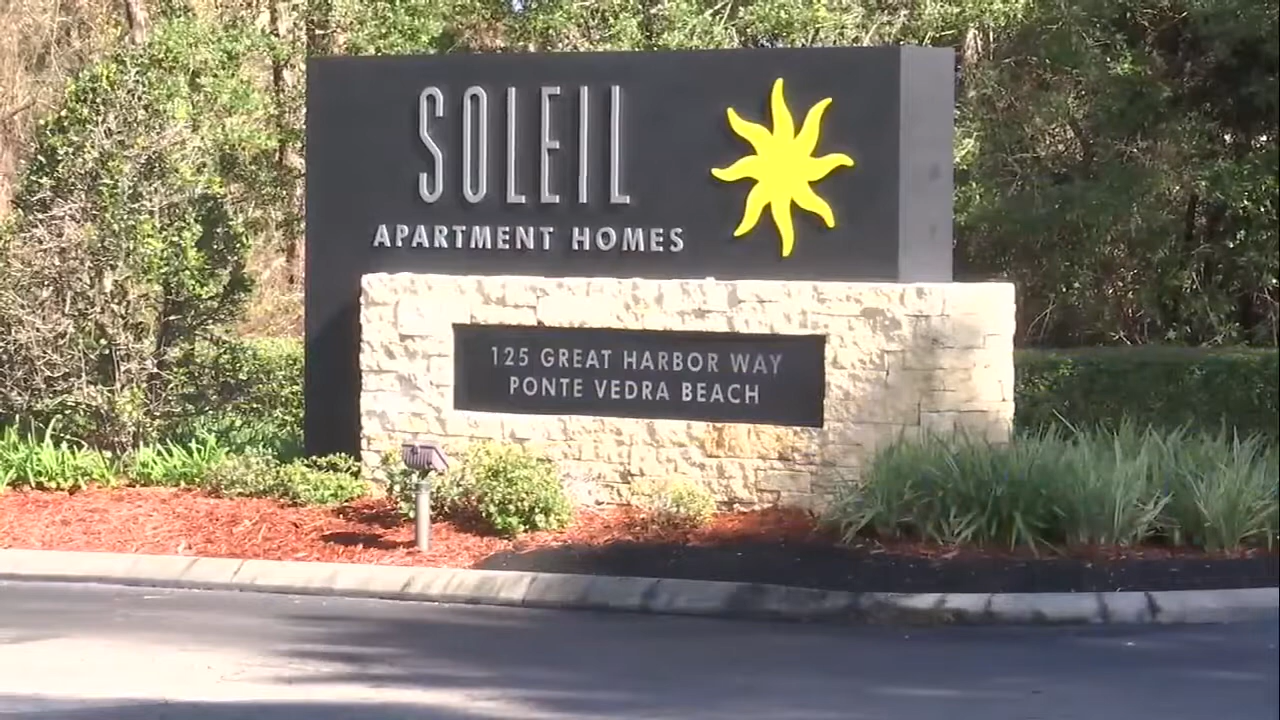 SOLEIL
APARTMENT HOMES
125 GREAT HARBOR WAY
PONTE VEDRA BEACH